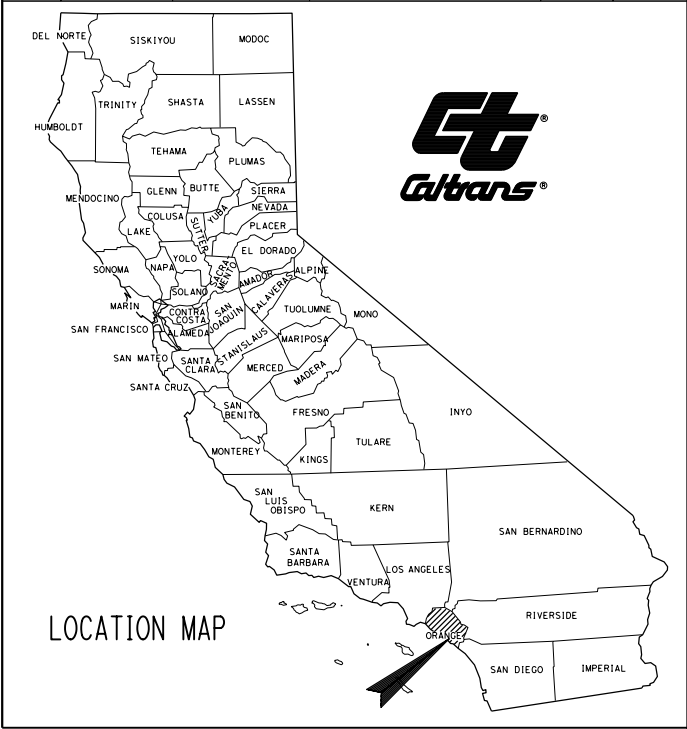 DEL NORTE
SISKIYOU
MODOC
TRINITY
SHASTA
LASSEN
HUMBOLDT
TEHAMA
PLUMAS
Caltrans®
®
MENDOCINO
GLENN
BUTTE
SIERRA
COLUSA
YUBA
NEVADA
LAKE
SUTTER
PLACER
EL DORADO
SONOMA
NAPA
YOLO
SACRA-
MENTO
AMADOR
ALPINE
SOLANO
CALAVERAS
MARIN
CONTRA
COSTA
SAN
JOAQUIN
TUOLUMNE
MONO
SAN FRANCISCO
ALAMEDA
STANISLAUS
MARIPOSA
SAN MATEO
SANTA
CLARA
MERCED
MADERA
SANTA CRUZ
SAN
BENITO
FRESNO
INYO
MONTEREY
KINGS
TULARE
SAN
LUIS
OBISPO
KERN
SAN BERNARDINO
SANTA
BARBARA
VENTURA
LOS ANGELES
LOCATION MAP
ORANGE
RIVERSIDE
SAN DIEGO
IMPERIAL